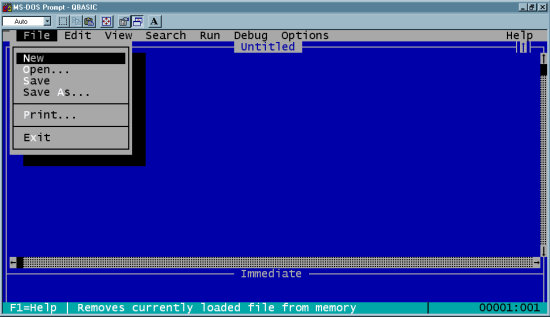 MS-DOS Prompt - QBASIC
Auto A
File Edit View Search Run Debug Options Help
Untitled
New
Open...
Save
Save As...
Print...
Exit
Immediate
F1=Help | Removes currently loaded file from memory 00001:001